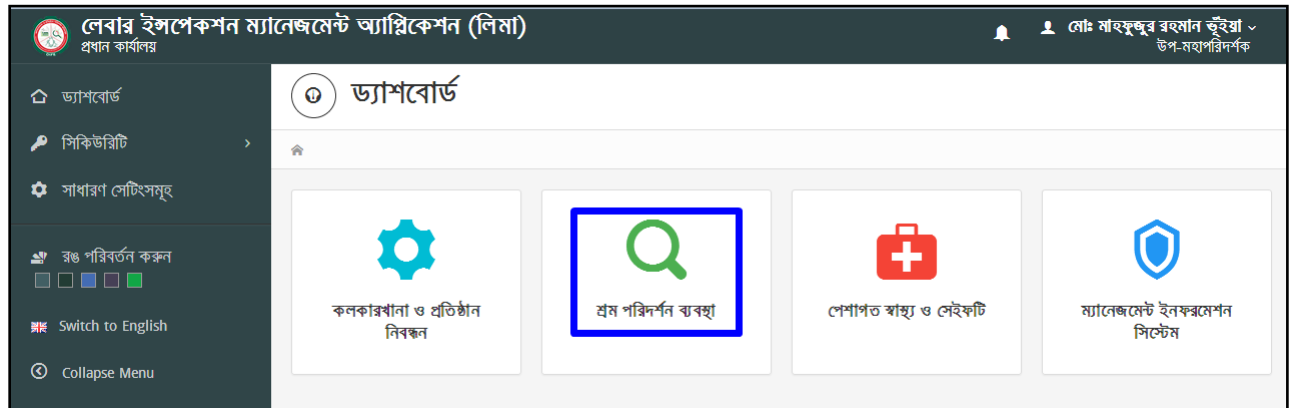 লেবার ইন্সপেকশন ম্যানেজমেন্ট অ্যাপ্লিকেশন (লিমা)
প্রধান কার্যালয়
মোঃ মাহফুজুর রহমান ভূঁইয়া
উপ-মহাপরিদর্শক
ড্যাশবোর্ড
সিকিউরিটি
সাধারণ সেটিংসমূহ
রঙ পরিবর্তন করুন
Switch to English
Collapse Menu
ড্যাশবোর্ড
কলকারখানা ও প্রতিষ্ঠান
নিবন্ধন
শ্রম পরিদর্শন ব্যবস্থা
পেশাগত স্বাস্থ্য ও সেইফটি
ম্যানেজমেন্ট ইনফরমেশন
সিস্টেম